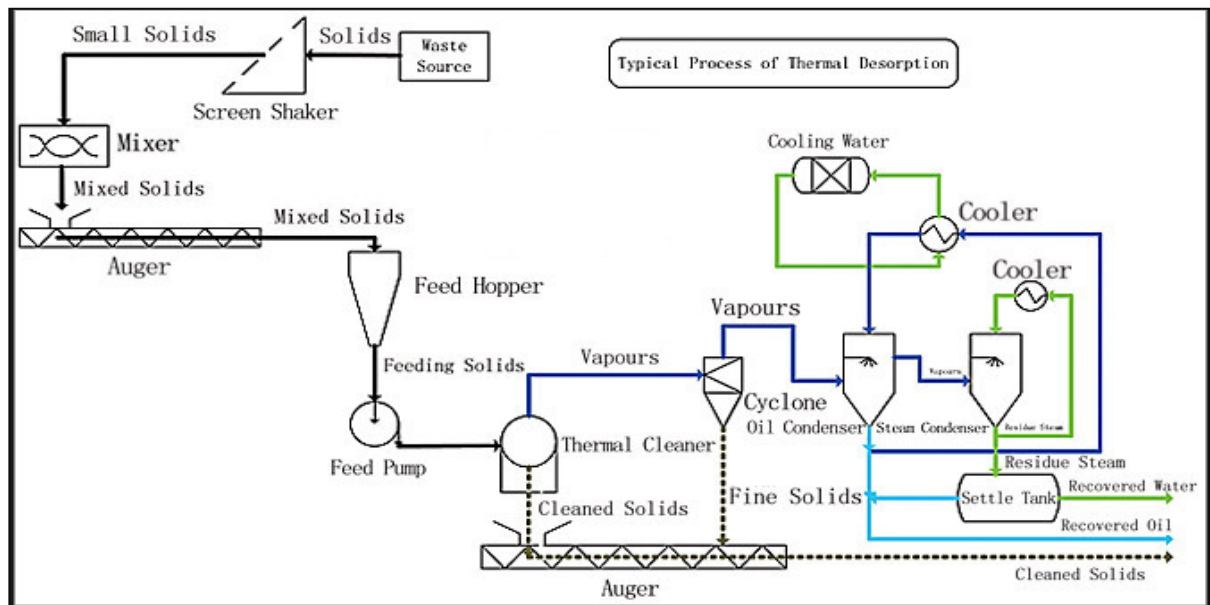 Small Solids
Solids
Waste
Source
Typical Process of Thermal Desorption
Screen Shaker
Mixer
Cooling Water
Mixed Solids
Mixed Solids
Cooler
Auger
Cooler
Feed Hopper
Vapours
Feeding Solids
Vapours
Vapours
Cyclone
Oil Condenser
Steam Condenser
Residue Steam
Thermal Cleaner
Feed Pump
Residue Steam
Recovered Water
Fine Solids
Settle Tank
Cleaned Solids
Recovered Oil
Cleaned Solids
Auger